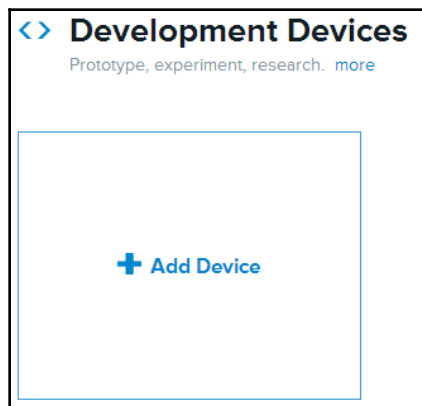 <> Development Devices
Prototype, experiment, research. more
+ Add Device